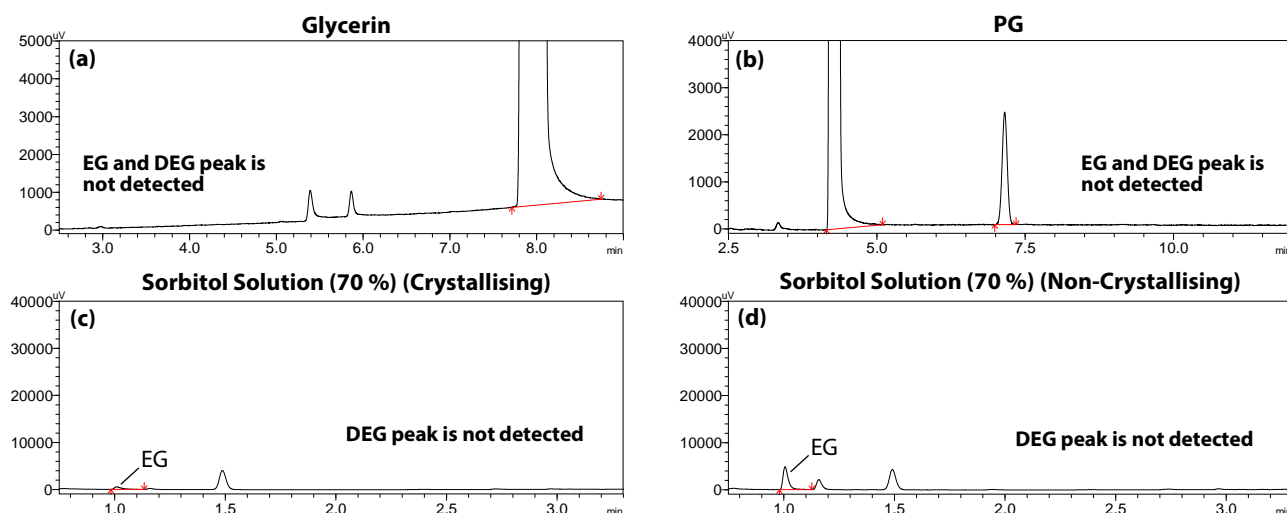 Glycerin
uV
5000
4000
3000
2000
1000
0
(a)
EG and DEG peak is
not detected
3.0 4.0 5.0 6.0 7.0 8.0 min
PG
uV
4000
3000
2000
1000
0
(b)
EG and DEG peak is
not detected
2.5 5.0 7.5 10.0 min
Sorbitol Solution (70 %) (Crystallising)
uV
40000
30000
20000
10000
0
(c)
DEG peak is not detected
EG
1.0 1.5 2.0 2.5 3.0 min
Sorbitol Solution (70 %) (Non-Crystallising)
uV
40000
30000
20000
10000
0
(d)
DEG peak is not detected
EG
1.0 1.5 2.0 2.5 3.0 min